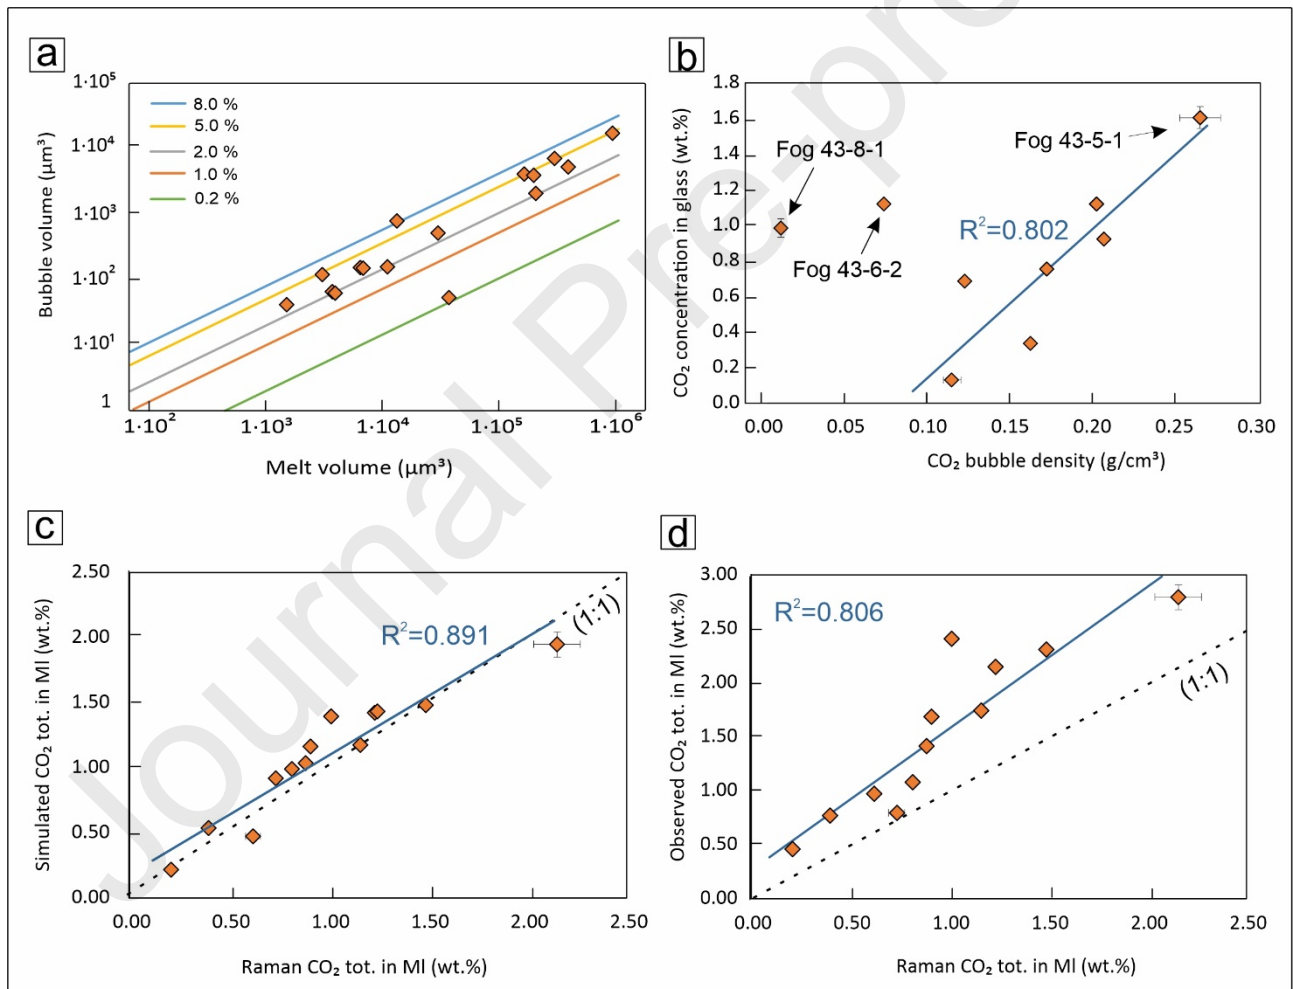 Journal Pre-pr
a
1·10⁵
1·10⁴
1·10³
1·10²
1·10¹
1
Bubble volume (µm³)
8.0 %
5.0 %
2.0 %
1.0 %
0.2 %
1·10² 1·10³ 1·10⁴ 1·10⁵ 1·10⁶
Melt volume (µm³)
b
1.8
1.6
1.4
1.2
1.0
0.8
0.6
0.4
0.2
0.0
CO₂ concentration in glass (wt.%)
Fog 43-8-1
Fog 43-5-1
Fog 43-6-2
R²=0.802
0.00 0.05 0.10 0.15 0.20 0.25 0.30
CO₂ bubble density (g/cm³)
c
2.50
2.00
1.50
1.00
0.50
0.00
Simulated CO₂ tot. in MI (wt.%)
R²=0.891
(1:1)
0.00 0.50 1.00 1.50 2.00 2.50
Raman CO₂ tot. in MI (wt.%)
d
3.00
2.50
2.00
1.50
1.00
0.50
0.00
Observed CO₂ tot. in MI (wt.%)
R²=0.806
(1:1)
0.00 0.50 1.00 1.50 2.00 2.50
Raman CO₂ tot. in MI (wt.%)